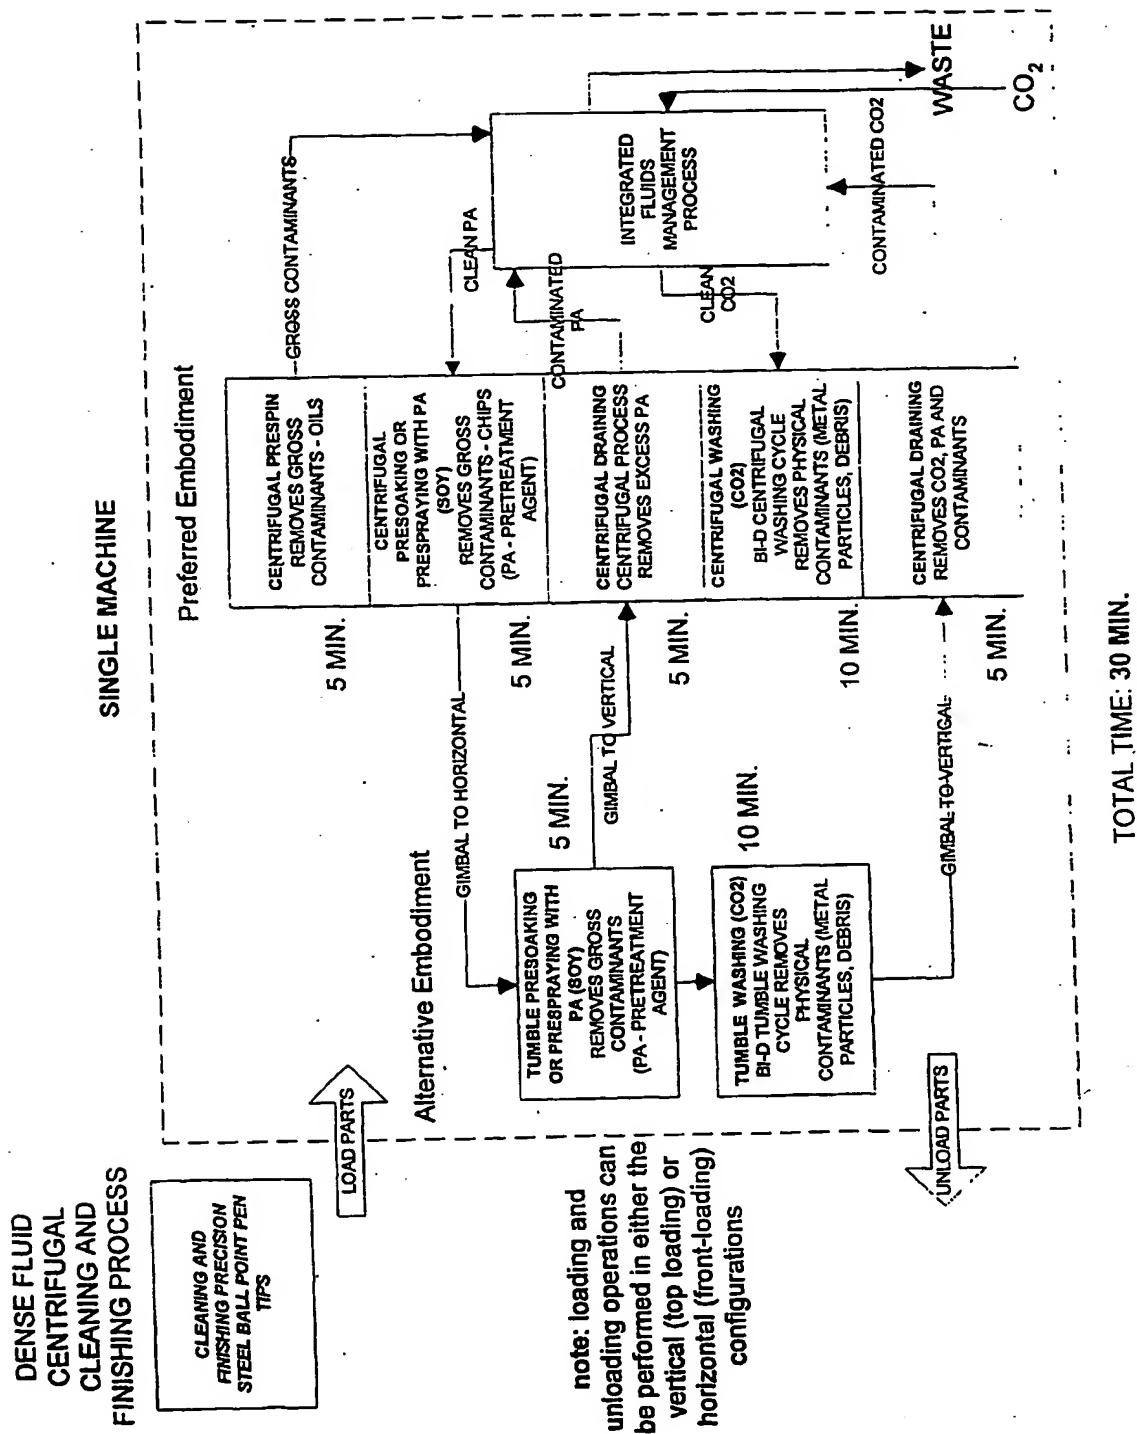 DENSE FLUID
CENTRIFUGAL
CLEANING AND
FINISHING PROCESS
CLEANING AND
FINISHING PRECISION
STEEL BALL POINT PEN
TIPS
note: loading and
unloading operations can
be performed in either the
vertical (top loading) or
horizontal (front-loading)
configurations
LOAD PARTS
UNLOAD PARTS
SINGLE MACHINE
Alternative Embodiment
TUMBLE PRESOAKING
OR PRESPRAYING WITH
PA (SOY)
REMOVES GROSS
CONTAMINANTS
(PA - PRETREATMENT
AGENT)
5 MIN.
TUMBLE WASHING (CO2)
BI-D TUMBLE WASHING
CYCLE REMOVES
PHYSICAL
CONTAMINANTS (METAL
PARTICLES, DEBRIS)
10 MIN.
GIMBAL TO HORIZONTAL
GIMBAL TO VERTICAL
GIMBAL-TO-VERTICAL
Preferred Embodiment
CENTRIFUGAL PRESPIN
REMOVES GROSS
CONTAMINANTS - OILS
5 MIN.
CENTRIFUGAL
PRESOAKING OR
PRESPRAYING WITH PA
(SOY)
REMOVES GROSS
CONTAMINANTS - CHIPS
(PA - PRETREATMENT
AGENT)
5 MIN.
CENTRIFUGAL DRAINING
CENTRIFUGAL PROCESS
REMOVES EXCESS PA
5 MIN.
CENTRIFUGAL WASHING
(CO2)
BI-D CENTRIFUGAL
WASHING CYCLE
REMOVES PHYSICAL
CONTAMINANTS (METAL
PARTICLES, DEBRIS)
10 MIN.
CENTRIFUGAL DRAINING
REMOVES CO2, PA AND
CONTAMINANTS
5 MIN.
GROSS CONTAMINANTS
CLEAN PA
CONTAMINATED
PA
CLEAN
CO2
CONTAMINATED CO2
INTEGRATED
FLUIDS
MANAGEMENT
PROCESS
WASTE
CO2
TOTAL TIME: 30 MIN.